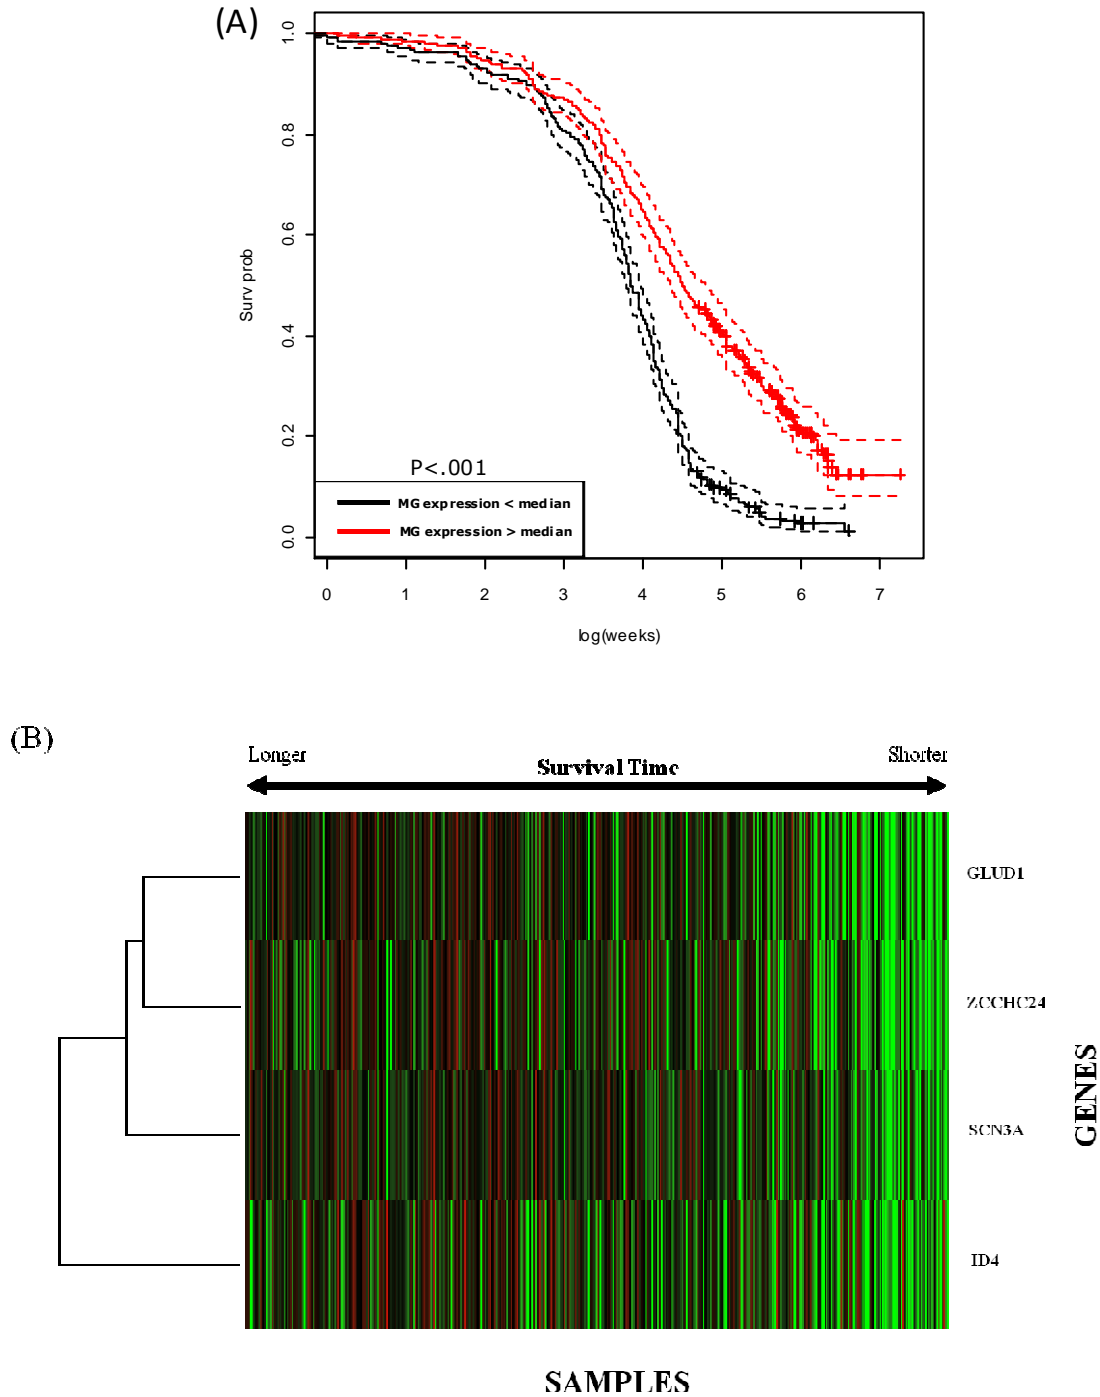 (A)
1.0
0.8
0.6
0.4
0.2
0.0
Surv prob
P<.001
MG expression < median
MG expression > median
0 1 2 3 4 5 6 7
log(weeks)
(B)
Longer Survival Time Shorter
GLUD1
ZCCHC24
SCN3A
ID4
GENES
SAMPLES